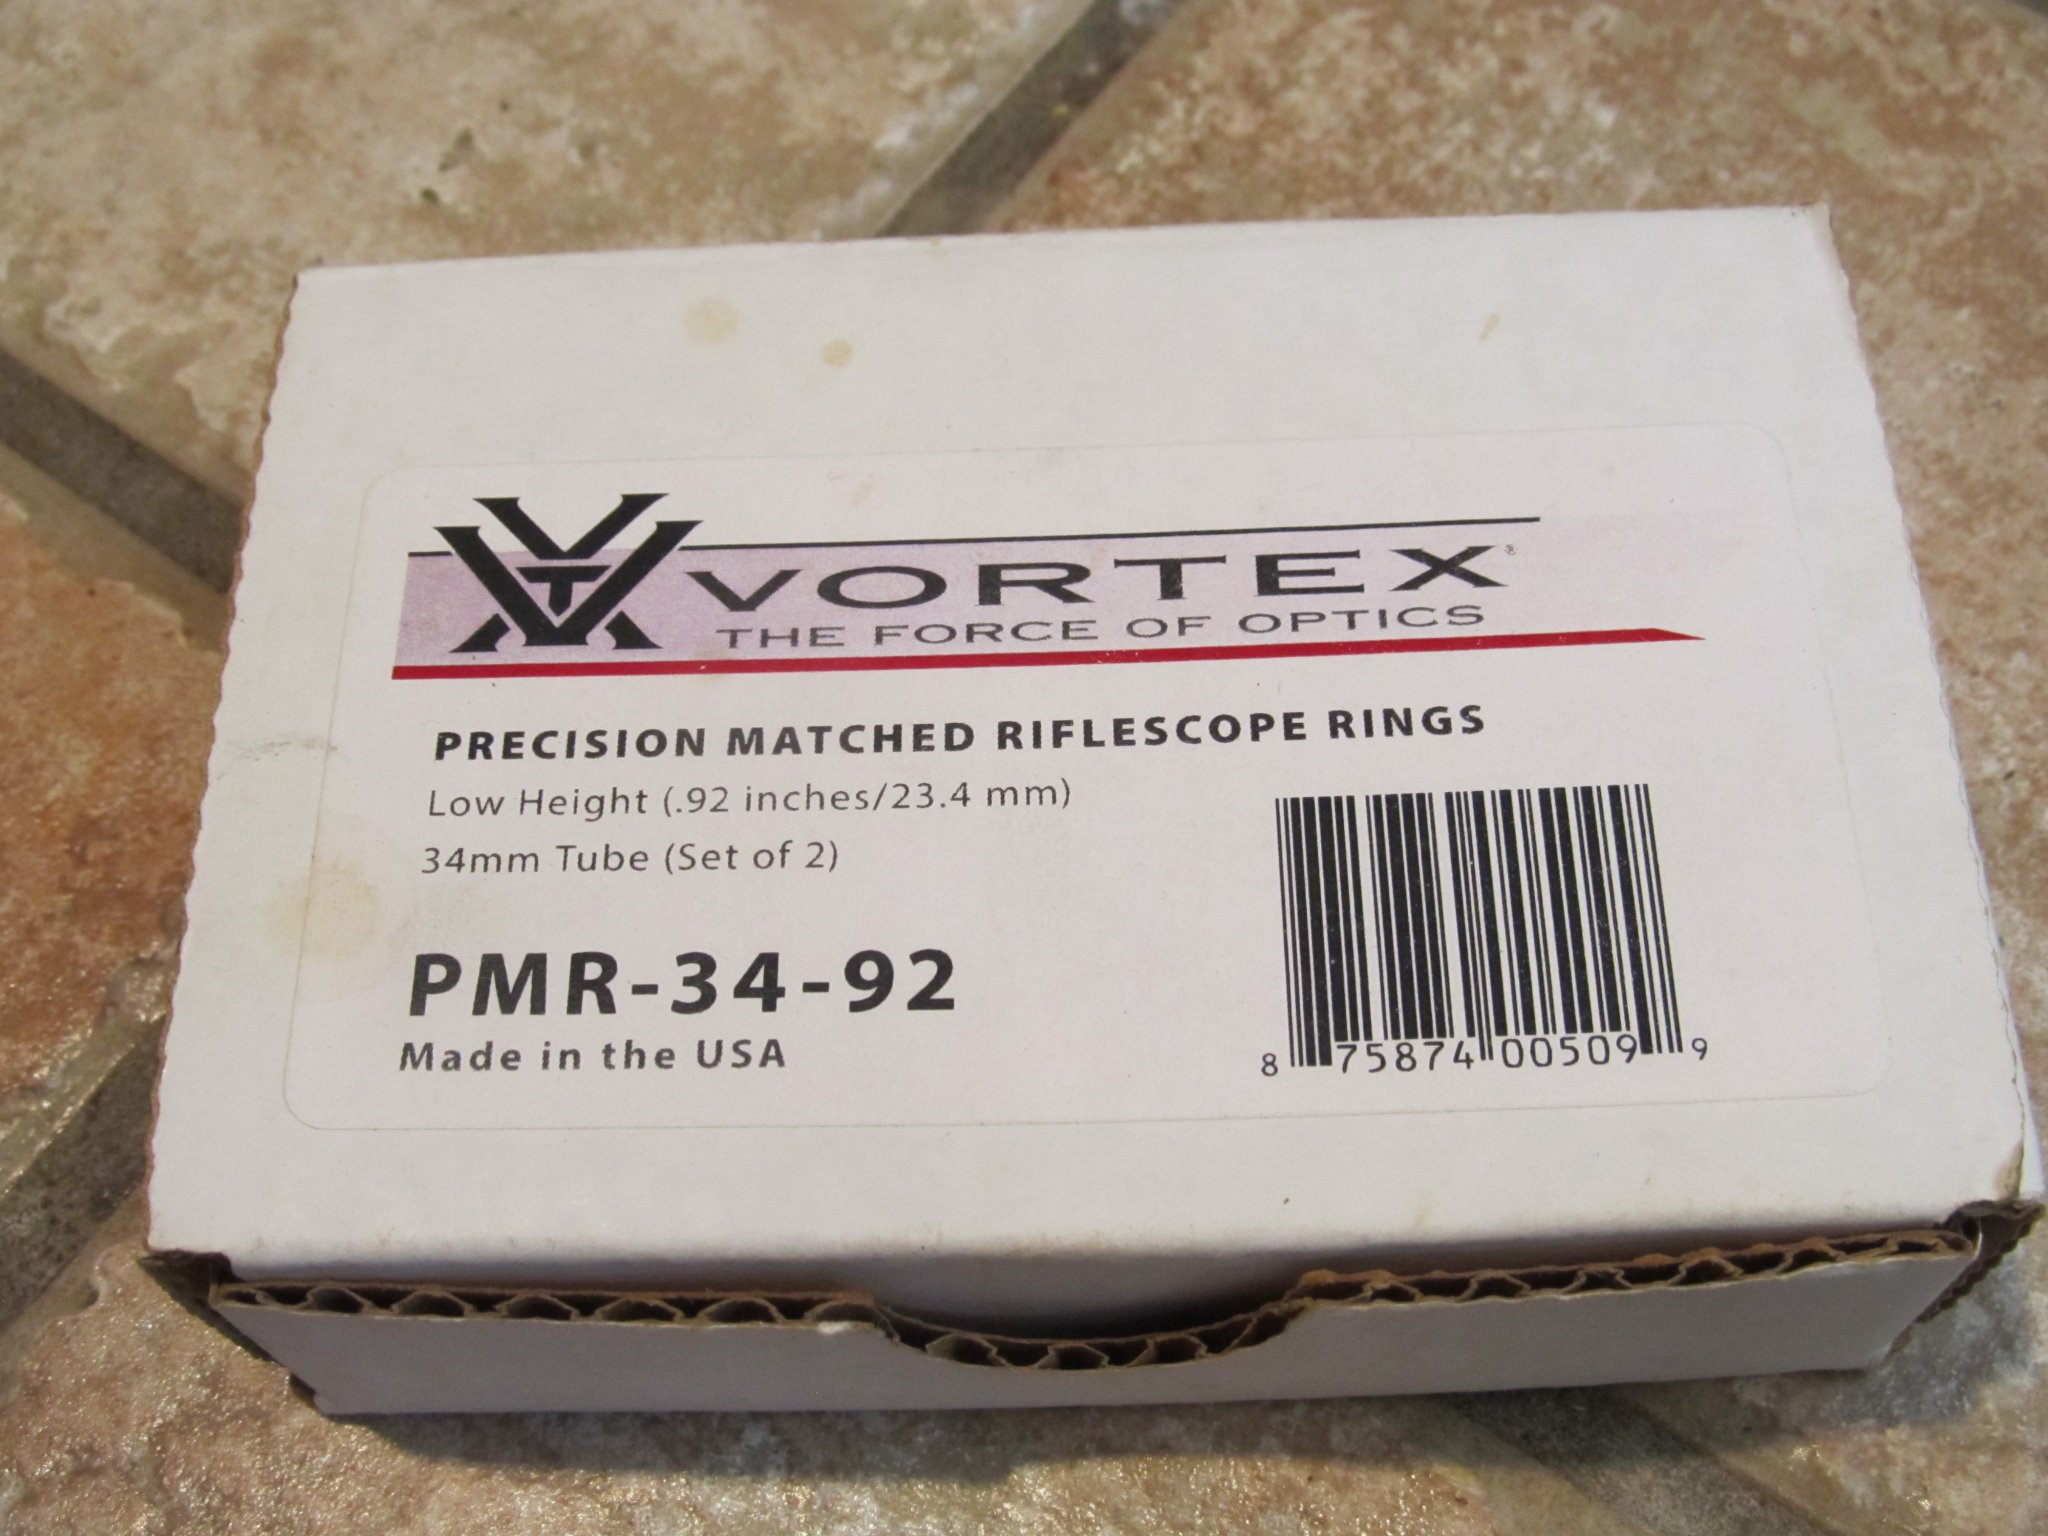 VORTEX®
THE FORCE OF OPTICS
PRECISION MATCHED RIFLESCOPE RINGS
Low Height (.92 inches/23.4 mm)
34mm Tube (Set of 2)
PMR-34-92
Made in the USA
8 75874 00509 9